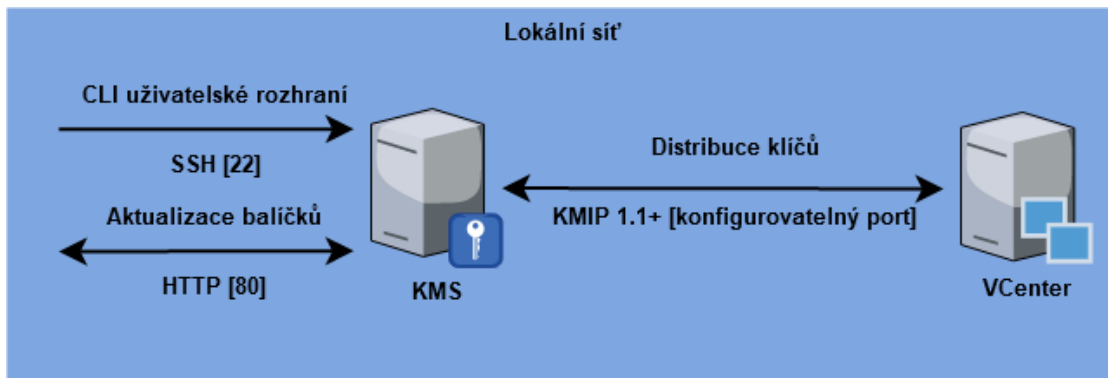 Lokální síť
CLI uživatelské rozhraní
SSH [22]
Aktualizace balíčků
HTTP [80]
KMS
Distribuce klíčů
KMIP 1.1+ [konfigurovatelný port]
VCenter